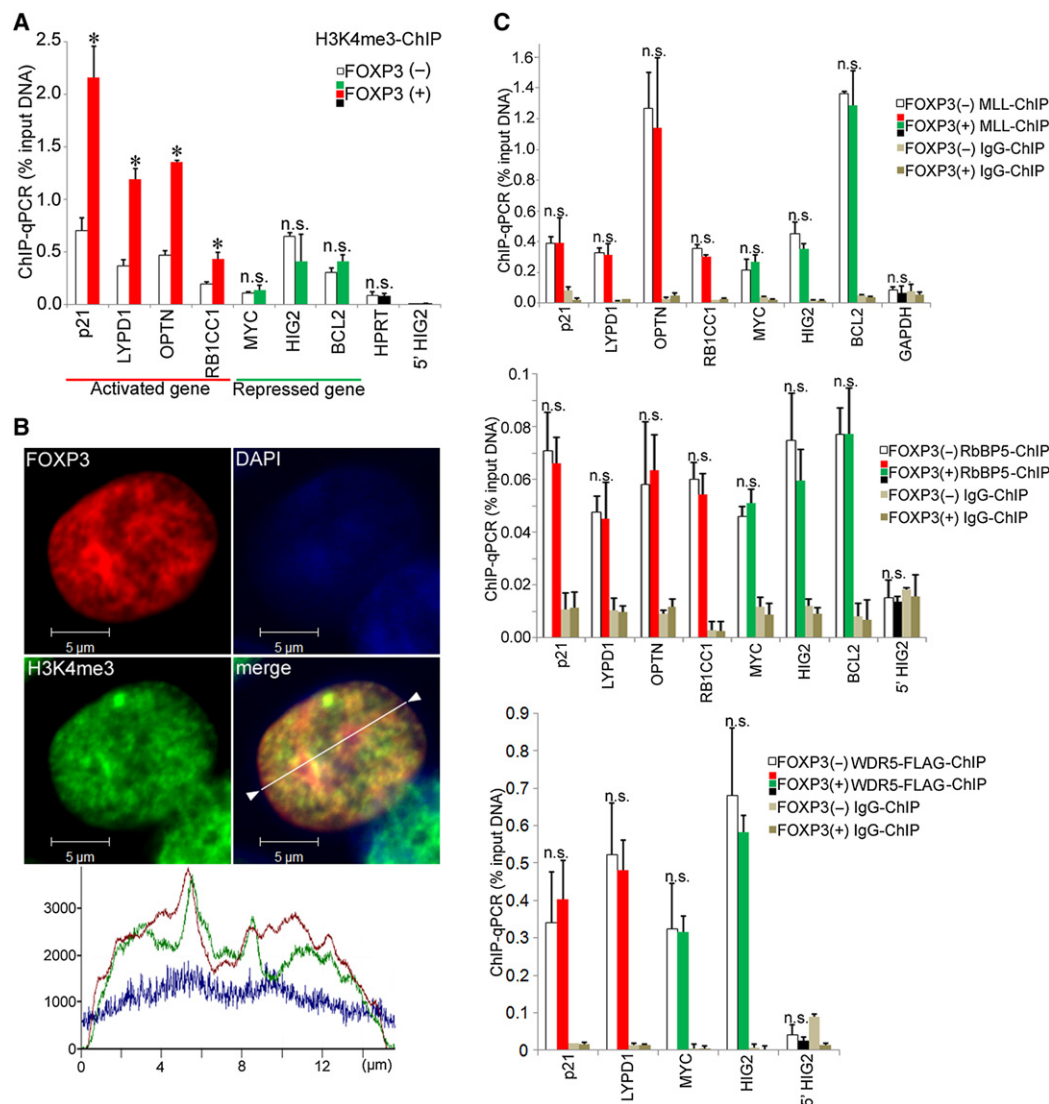 A
H3K4me3-ChIP
FOXP3 (−)
FOXP3 (+)
ChIP-qPCR (% input DNA)
2.5
2.0
1.5
1.0
0.5
0.0
*
*
*
*
n.s.
n.s.
n.s.
n.s.
p21
LYPD1
OPTN
RB1CC1
MYC
HIG2
BCL2
HPRT
5' HIG2
Activated gene
Repressed gene
B
FOXP3
DAPI
5 µm
5 µm
H3K4me3
merge
5 µm
5 µm
3000
2000
1000
0
0
4
8
12
(µm)
C
ChIP-qPCR (% input DNA)
1.6
1.4
1.2
1.0
0.8
0.6
0.4
0.2
0.0
n.s.
n.s.
n.s.
n.s.
n.s.
n.s.
n.s.
n.s.
FOXP3(−) MLL-ChIP
FOXP3(+) MLL-ChIP
FOXP3(−) IgG-ChIP
FOXP3(+) IgG-ChIP
p21
LYPD1
OPTN
RB1CC1
MYC
HIG2
BCL2
GAPDH
ChIP-qPCR (% input DNA)
0.1
0.08
0.06
0.04
0.02
0.00
n.s.
n.s.
n.s.
n.s.
n.s.
n.s.
n.s.
n.s.
FOXP3(−) RbBP5-ChIP
FOXP3(+) RbBP5-ChIP
FOXP3(−) IgG-ChIP
FOXP3(+) IgG-ChIP
p21
LYPD1
OPTN
RB1CC1
MYC
HIG2
BCL2
5' HIG2
ChIP-qPCR (% input DNA)
0.9
0.8
0.7
0.6
0.5
0.4
0.3
0.2
0.1
0
n.s.
n.s.
n.s.
n.s.
n.s.
FOXP3(−) WDR5-FLAG-ChIP
FOXP3(+) WDR5-FLAG-ChIP
FOXP3(−) IgG-ChIP
FOXP3(+) IgG-ChIP
p21
LYPD1
MYC
HIG2
5' HIG2